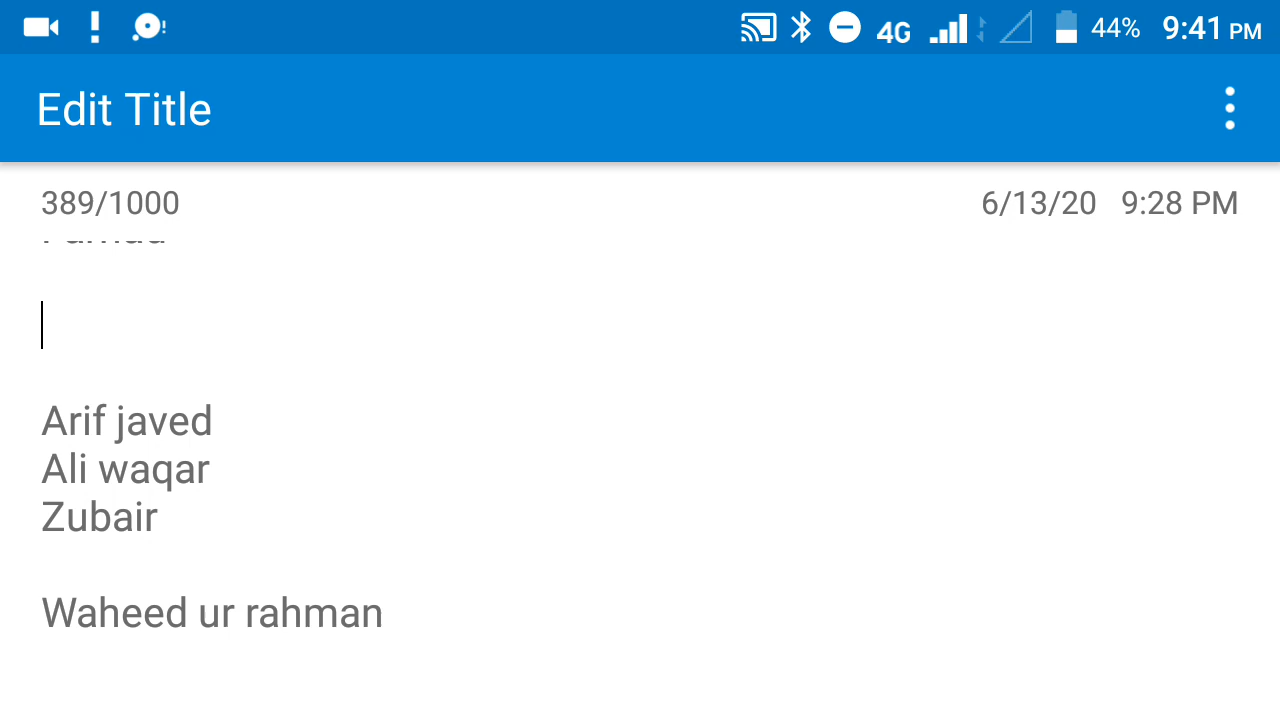 4G 44% 9:41 PM
Edit Title
389/1000 6/13/20 9:28 PM
Arif javed
Ali waqar
Zubair
Waheed ur rahman